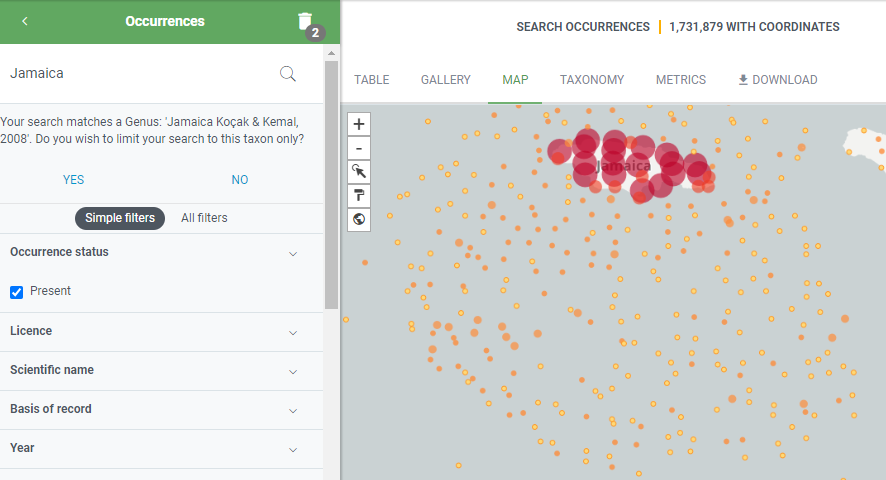 Occurrences
2
Jamaica
Your search matches a Genus: 'Jamaica Koçak & Kemal,
2008'. Do you wish to limit your search to this taxon only?
YES NO
Simple filters All filters
Occurrence status
Present
Licence
Scientific name
Basis of record
Year
SEARCH OCCURRENCES | 1,731,879 WITH COORDINATES
TABLE GALLERY MAP TAXONOMY METRICS DOWNLOAD
+
-
Jamaica